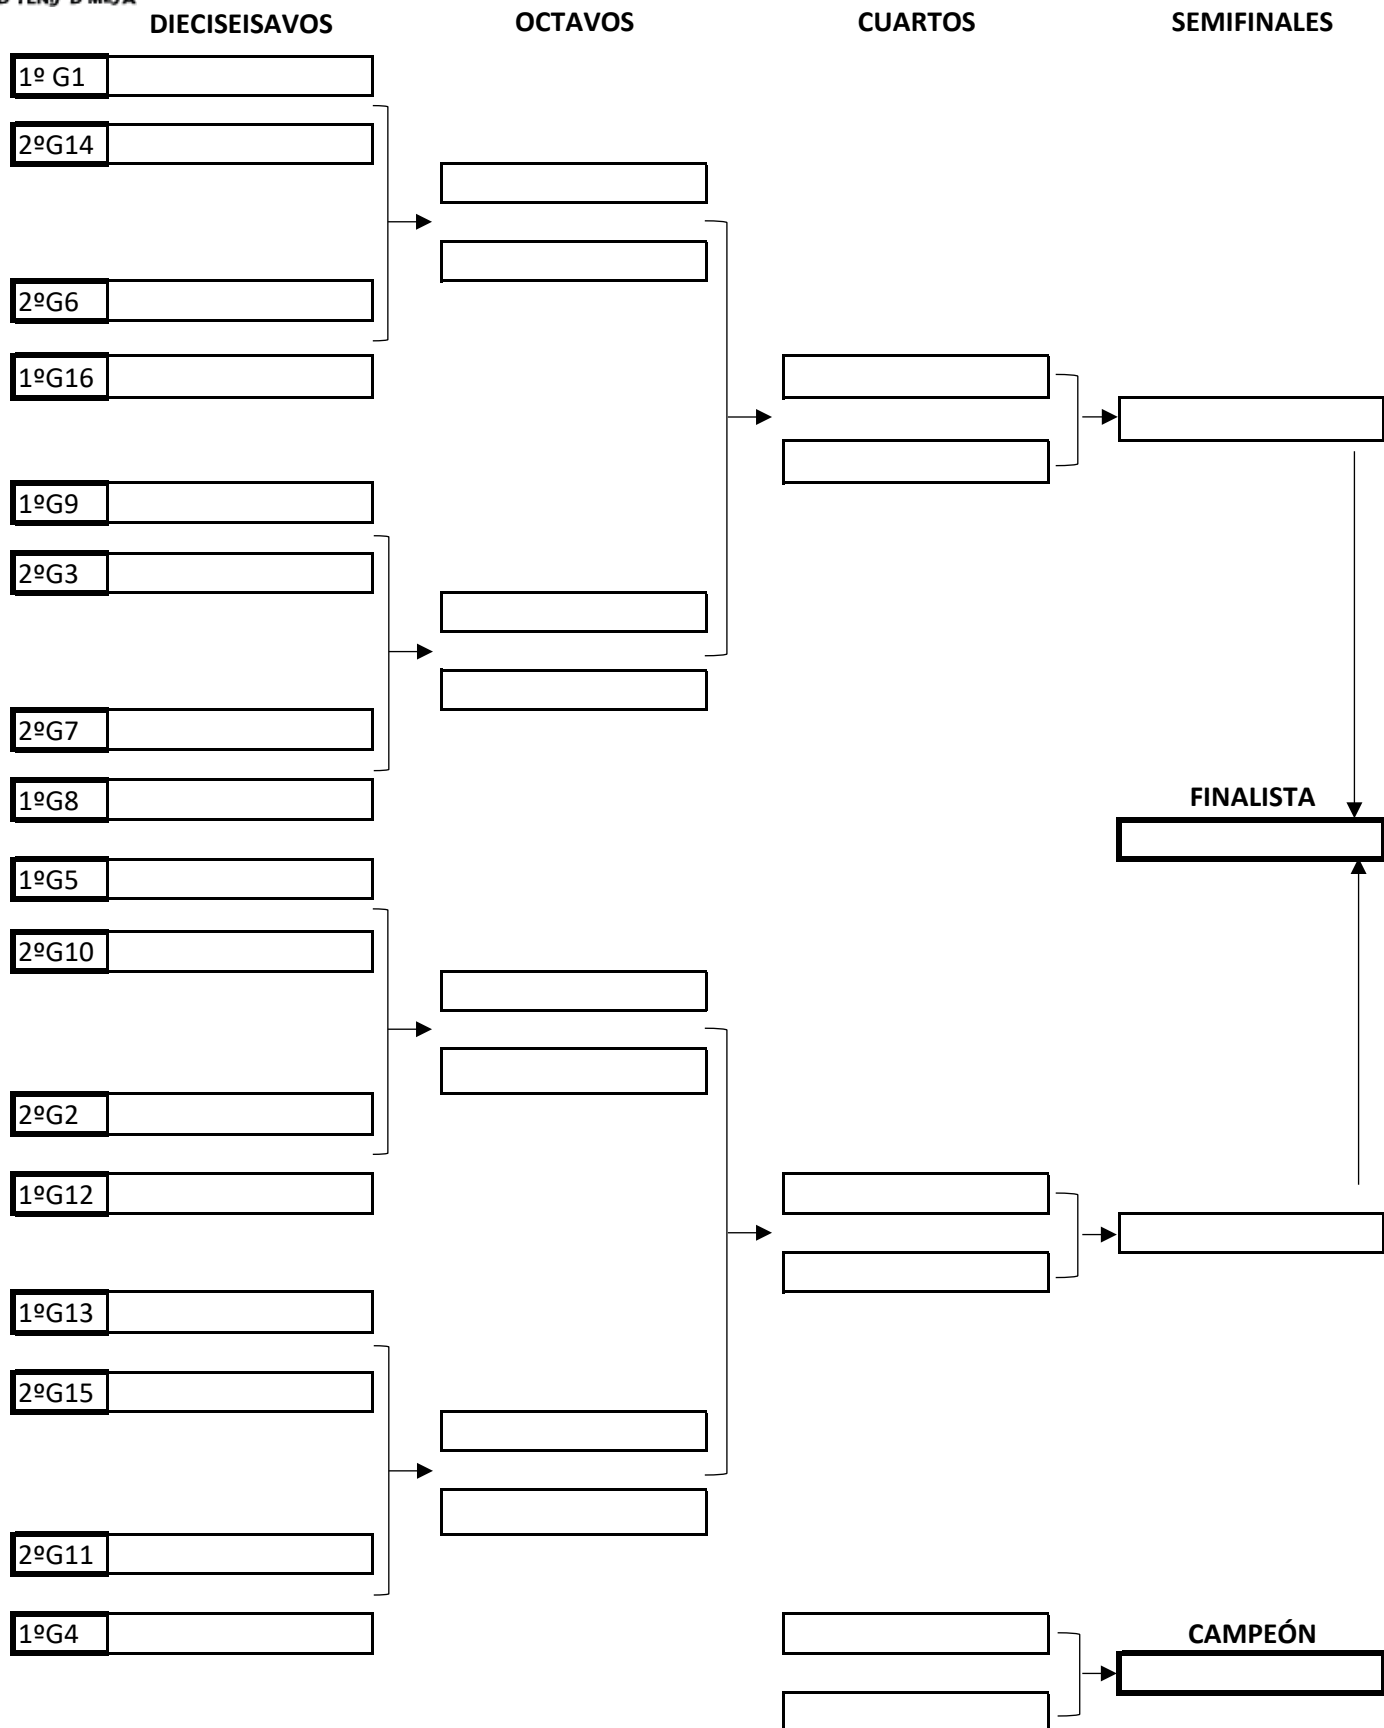 DIECISEISAVOS OCTAVOS CUARTOS SEMIFINALES
1º G1
2ºG14
2ºG6
1ºG16
1ºG9
2ºG3
2ºG7
1ºG8
FINALISTA
1ºG5
2ºG10
2ºG2
1ºG12
1ºG13
2ºG15
2ºG11
1ºG4
CAMPEÓN